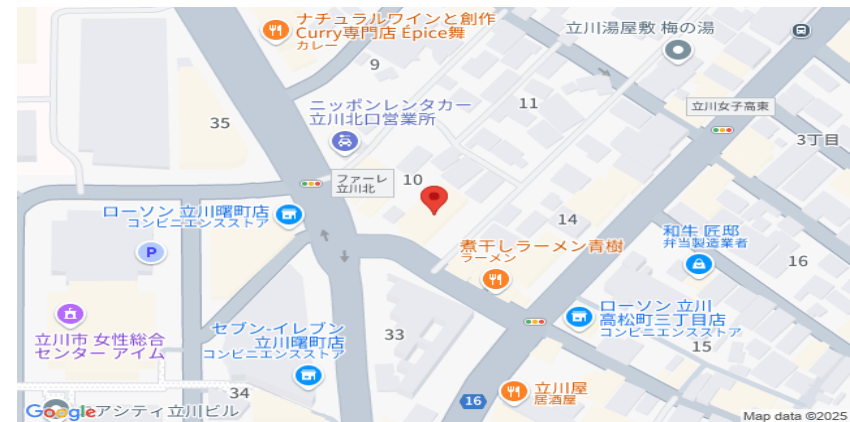 ナチュラルワインと創作
Curry専門店 Épice舞
カレー
立川湯屋敷 梅の湯
9
ニッポンレンタカー
立川北口営業所
11
立川女子高東
35
3丁目
ファーレ
立川北
10
ローソン 立川曙町店
コンビニエンスストア
14
和牛 匠邸
弁当製造業者
煮干しラーメン青樹
ラーメン
P
16
ローソン 立川
高松町三丁目店
コンビニエンスストア
立川市 女性総合
センター アイム
セブン-イレブン
立川曙町店
コンビニエンスストア
33
15
34
立川屋
居酒屋
16
Google
アシティ立川ビル
Map data ©2025